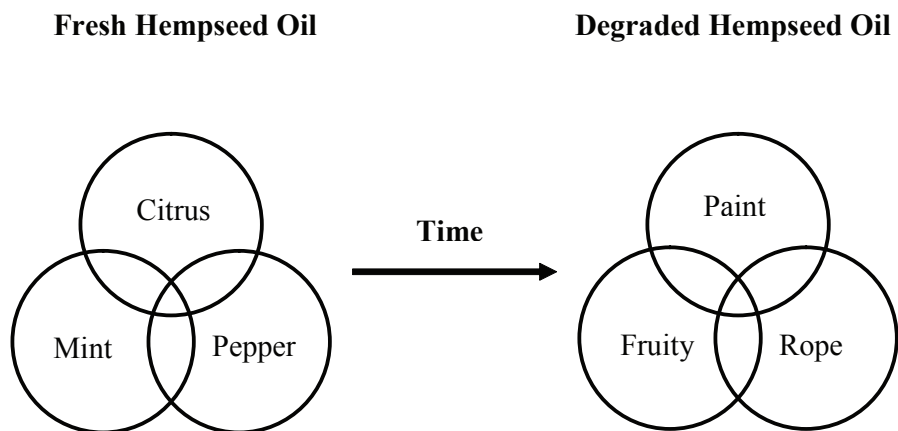 Fresh Hempseed Oil
Degraded Hempseed Oil
Citrus
Mint
Pepper
Time
Paint
Fruity
Rope